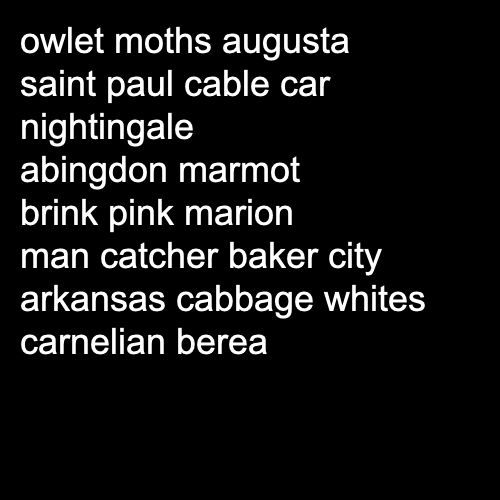 owlet moths augusta
saint paul cable car
nightingale
abingdon marmot
brink pink marion
man catcher baker city
arkansas cabbage whites
carnelian berea